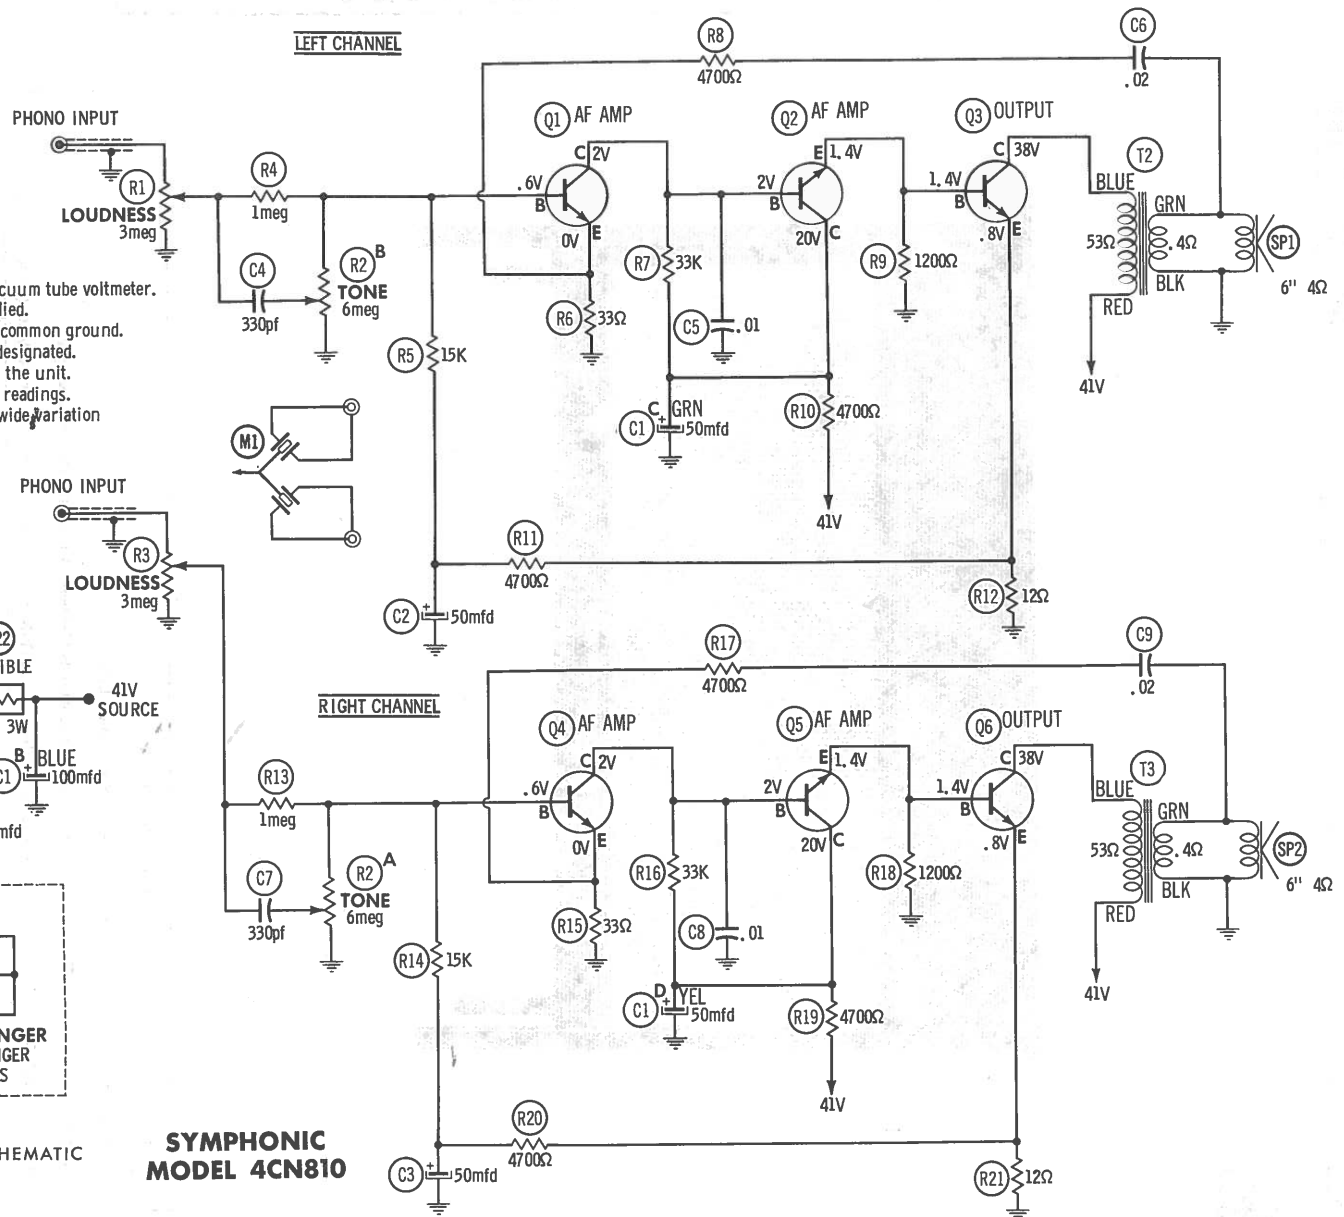 LEFT CHANNEL
R8
4700Ω
C6
.02
PHONO INPUT
Q1 AF AMP
Q2 AF AMP
Q3 OUTPUT
R1
LOUDNESS
3meg
R4
1meg
.6V
B
C 2V
0V E
2V
B
E 1.4V
20V C
1.4V
B
C 38V
.8V E
T2
BLUE
GRN
53Ω
.4Ω
BLK
RED
41V
SP1
6" 4Ω
C4
330pf
R2 B
TONE
6meg
R7 33K
R9 1200Ω
R6 33Ω
C5 .01
R5 15K
cuum tube voltmeter.
lied.
common ground.
designated.
the unit.
readings.
wide variation
M1
C1 C + GRN
50mfd
R10 4700Ω
41V
PHONO INPUT
R3
LOUDNESS
3meg
R11
4700Ω
R12 12Ω
C2 + 50mfd
22
IBLE
3W
41V
SOURCE
B BLUE
C1 + 100mfd
mfd
RIGHT CHANNEL
R17
4700Ω
C9
.02
Q4 AF AMP
Q5 AF AMP
Q6 OUTPUT
R13
1meg
.6V
B
C 2V
0V E
2V
B
E 1.4V
20V C
1.4V
B
C 38V
.8V E
T3
BLUE
GRN
53Ω
.4Ω
BLK
RED
41V
SP2
6" 4Ω
C7
330pf
R2 A
TONE
6meg
R16 33K
R18 1200Ω
R15 33Ω
C8 .01
R14 15K
C1 D + YEL
50mfd
R19 4700Ω
41V
NGER
GER
S
R20
4700Ω
R21 12Ω
C3 + 50mfd
HEMATIC
SYMPHONIC
MODEL 4CN810